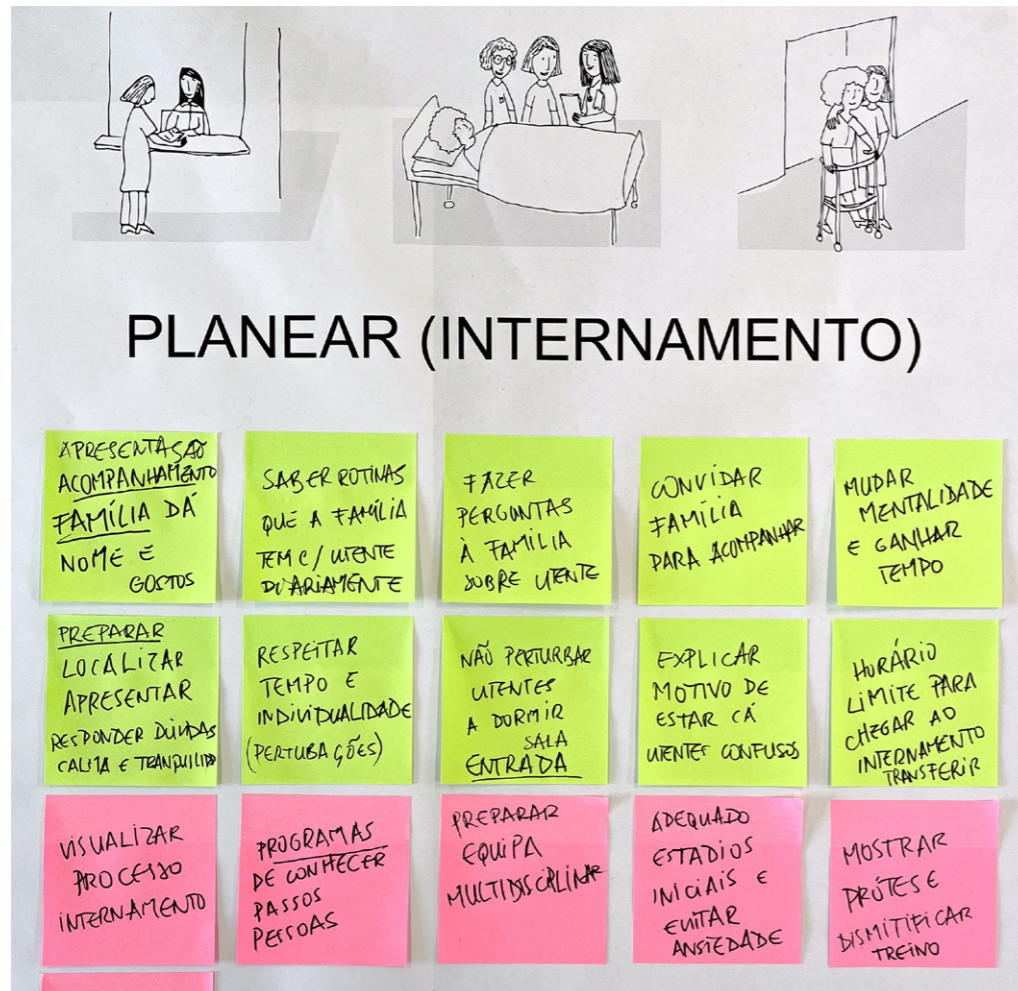 PLANEAR (INTERNAMENTO)
APRESENTAÇÃO
ACOMPANHAMENTO
FAMÍLIA DÁ
NOME E
GOSTOS
SABER ROTINAS
QUE A FAMÍLIA
TEM C/ UTENTE
DIARIAMENTE
FAZER
PERGUNTAS
À FAMÍLIA
SOBRE UTENTE
CONVIDAR
FAMÍLIA
PARA ACOMPANHAR
MUDAR
MENTALIDADE
E GANHAR
TEMPO
PREPARAR
LOCALIZAR
APRESENTAR
RESPONDER DÚVIDAS
CALMA E TRANQUILID
RESPEITAR
TEMPO E
INDIVIDUALIDADE
(PERTUBAÇÕES)
NÃO PERTURBAR
UTENTES
A DORMIR
SALA
ENTRADA
EXPLICAR
MOTIVO DE
ESTAR CÁ
UTENTES CONFUSOS
HORÁRIO
LIMITE PARA
CHEGAR AO
INTERNAMENTO
TRANSFERIR
VISUALIZAR
PROCESSO
INTERNAMENTO
PROGRAMAS
DE CONHECER
PASSOS
PESSOAS
PREPARAR
EQUIPA
MULTIDISCIPLINAR
ADEQUADO
ESTADIOS
INICIAIS E
EVITAR
ANSIEDADE
MOSTRAR
PRÓTESE
DISMITIFICAR
TREINO